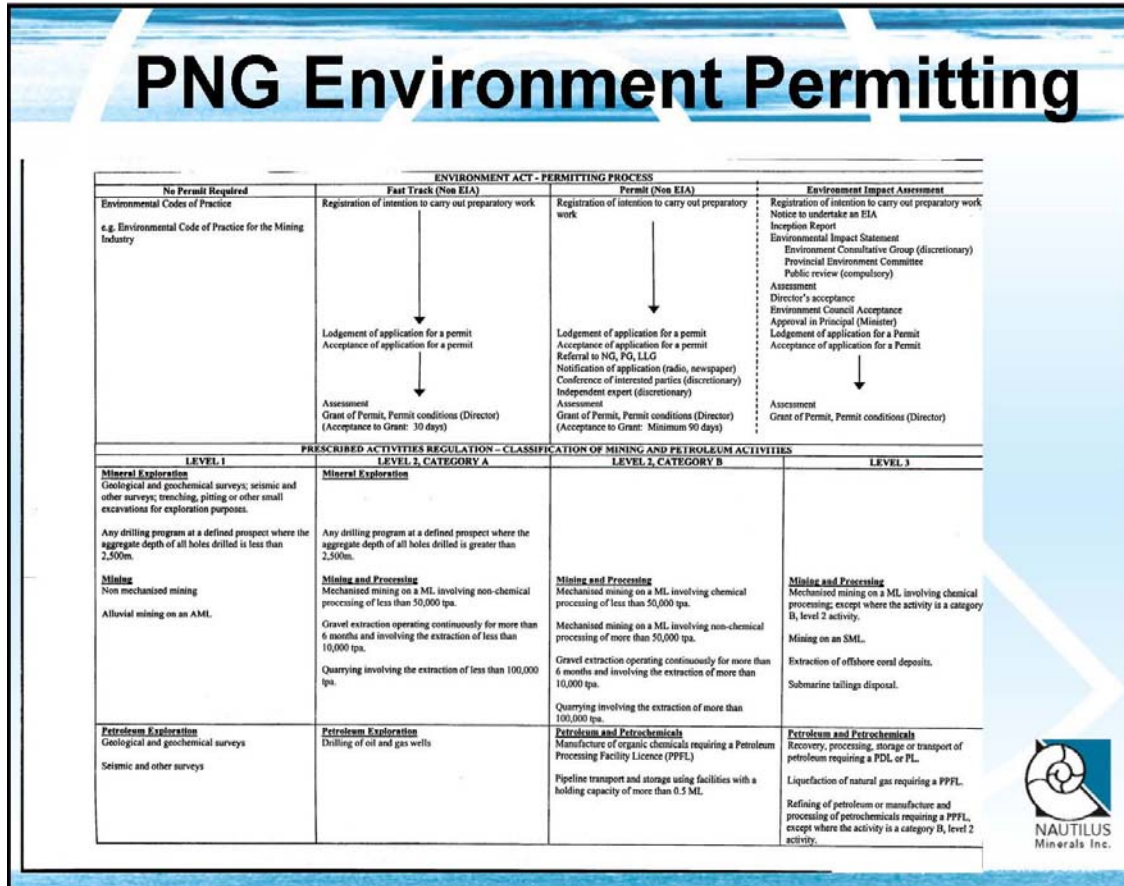 PNG Environment Permitting
ENVIRONMENT ACT - PERMITTING PROCESS
No Permit Required
Environmental Codes of Practice
e.g. Environmental Code of Practice for the Mining
Industry
Fast Track (Non EIA)
Registration of intention to carry out preparatory work
Lodgement of application for a permit
Acceptance of application for a permit
Assessment
Grant of Permit, Permit conditions (Director)
(Acceptance to Grant: 30 days)
Permit (Non EIA)
Registration of intention to carry out preparatory
work
Lodgement of application for a permit
Acceptance of application for a permit
Referral to NG, PG, LLG
Notification of application (radio, newspaper)
Conference of interested parties (discretionary)
Independent expert (discretionary)
Assessment
Grant of Permit, Permit conditions (Director)
(Acceptance to Grant: Minimum 90 days)
Environment Impact Assessment
Registration of intention to carry out preparatory work
Notice to undertake an EIA
Inception Report
Environmental Impact Statement
Environment Consultative Group (discretionary)
Provincial Environment Committee
Public review (compulsory)
Assessment
Director's acceptance
Environment Council Acceptance
Approval in Principal (Minister)
Lodgement of application for a Permit
Acceptance of application for a Permit
Assessment
Grant of Permit, Permit conditions (Director)
PRESCRIBED ACTIVITIES REGULATION – CLASSIFICATION OF MINING AND PETROLEUM ACTIVITIES
LEVEL 1
Mineral Exploration
Geological and geochemical surveys; seismic and
other surveys; trenching, pitting or other small
excavations for exploration purposes.
Any drilling program at a defined prospect where the
aggregate depth of all holes drilled is less than
2,500m.
Mining
Non mechanised mining
Alluvial mining on an AML
LEVEL 2, CATEGORY A
Mineral Exploration
Any drilling program at a defined prospect where the
aggregate depth of all holes drilled is greater than
2,500m.
Mining and Processing
Mechanised mining on a ML involving non-chemical
processing of less than 50,000 tpa.
Gravel extraction operating continuously for more than
6 months and involving the extraction of less than
10,000 tpa.
Quarrying involving the extraction of less than 100,000
tpa.
LEVEL 2, CATEGORY B
Mining and Processing
Mechanised mining on a ML involving chemical
processing of less than 50,000 tpa.
Mechanised mining on a ML involving non-chemical
processing of more than 50,000 tpa.
Gravel extraction operating continuously for more than
6 months and involving the extraction of more than
10,000 tpa.
Quarrying involving the extraction of more than
100,000 tpa.
LEVEL 3
Mining and Processing
Mechanised mining on a ML involving chemical
processing; except where the activity is a category
B, level 2 activity.
Mining on an SML.
Extraction of offshore coral deposits.
Submarine tailings disposal.
Petroleum Exploration
Geological and geochemical surveys
Seismic and other surveys
Petroleum Exploration
Drilling of oil and gas wells
Petroleum and Petrochemicals
Manufacture of organic chemicals requiring a Petroleum
Processing Facility Licence (PPFL)
Pipeline transport and storage using facilities with a
holding capacity of more than 0.5 ML
Petroleum and Petrochemicals
Recovery, processing, storage or transport of
petroleum requiring a PDL or PL.
Liquefaction of natural gas requiring a PPFL.
Refining of petroleum or manufacture and
processing of petrochemicals requiring a PPFL,
except where the activity is a category B, level 2
activity.
NAUTILUS
Minerals Inc.